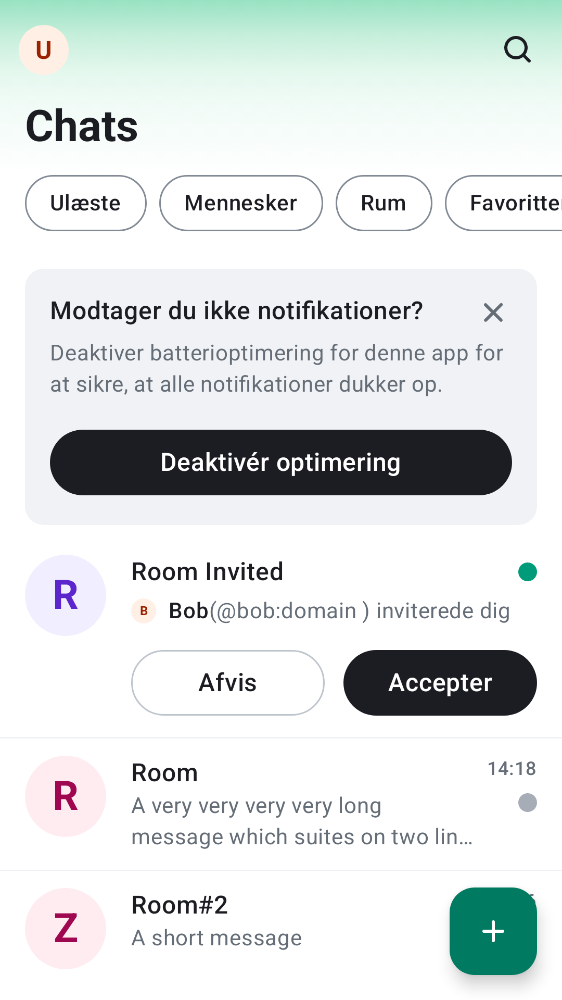 U
Chats
Ulæste
Mennesker
Rum
Favoritter
Modtager du ikke notifikationer?
Deaktiver batterioptimering for denne app for
at sikre, at alle notifikationer dukker op.
Deaktivér optimering
R
Room Invited
B
Bob(@bob:domain ) inviterede dig
Afvis
Accepter
R
Room
14:18
A very very very very long
message which suites on two lin…
Z
Room#2
A short message